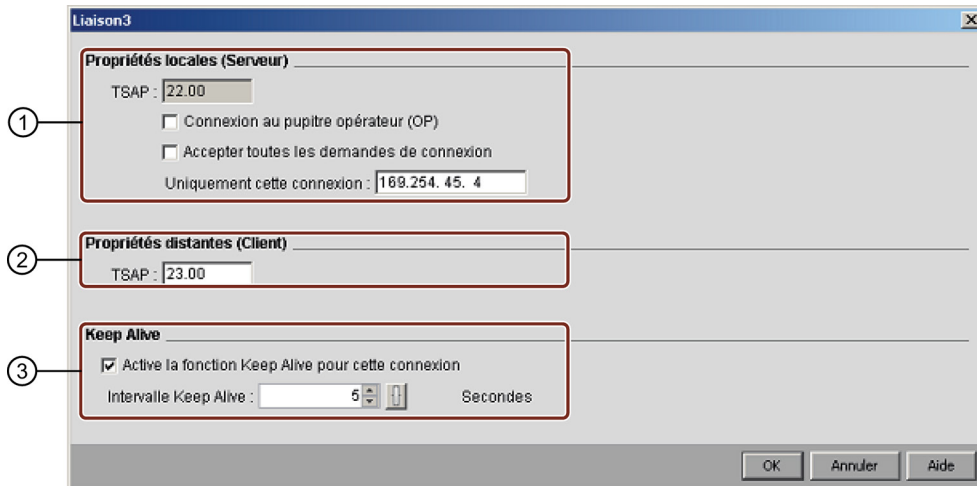 Liaison3
Propriétés locales (Serveur)
TSAP : 22.00
Connexion au pupitre opérateur (OP)
① Accepter toutes les demandes de connexion
Uniquement cette connexion : 169.254. 45. 4
Propriétés distantes (Client)
② TSAP : 23.00
Keep Alive
③ Active la fonction Keep Alive pour cette connexion
Intervalle Keep Alive : 5 Secondes
OK Annuler Aide